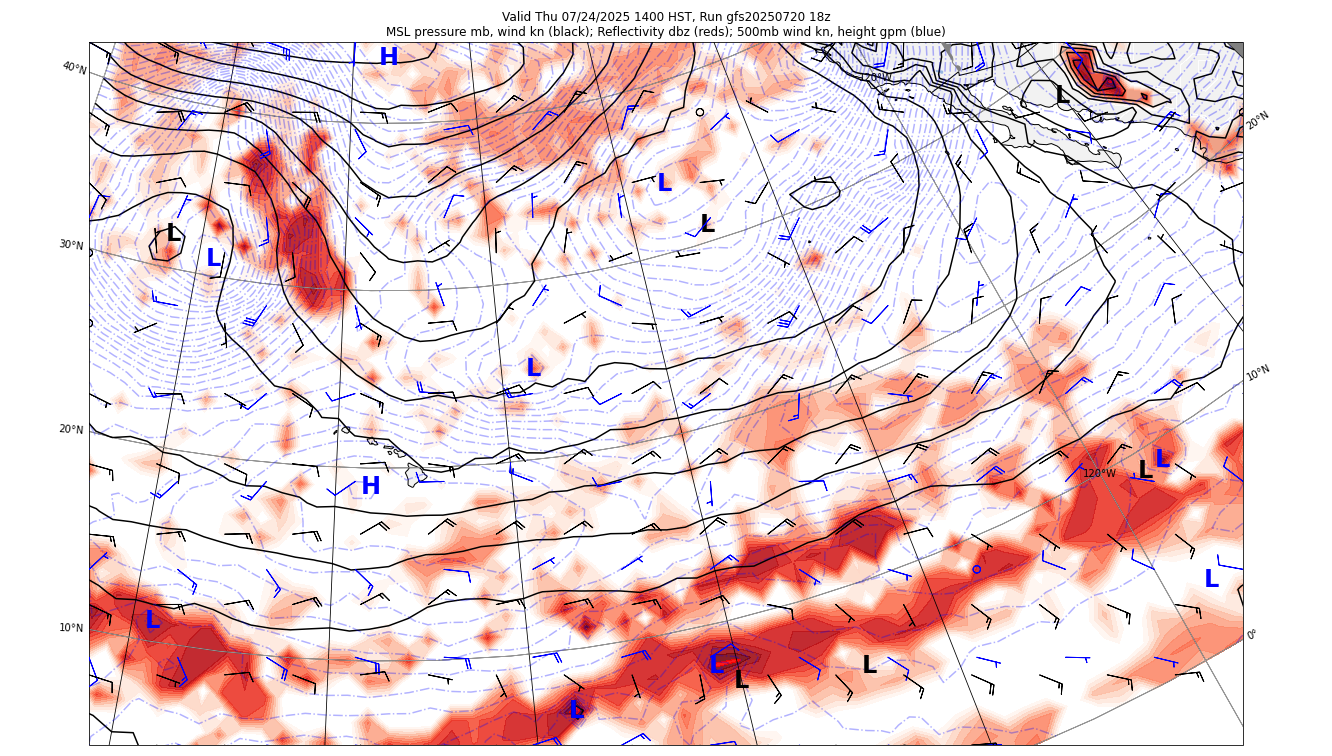 Valid Thu 07/24/2025 1400 HST, Run gfs20250720 18z
MSL pressure mb, wind kn (black); Reflectivity dbz (reds); 500mb wind kn, height gpm (blue)
H
40°N
120°W
L
20°N
L
L
L
30°N
L
L
L
10°N
20°N
H
L
L
120°W
L
10°N
L
0°
L
L
L
L